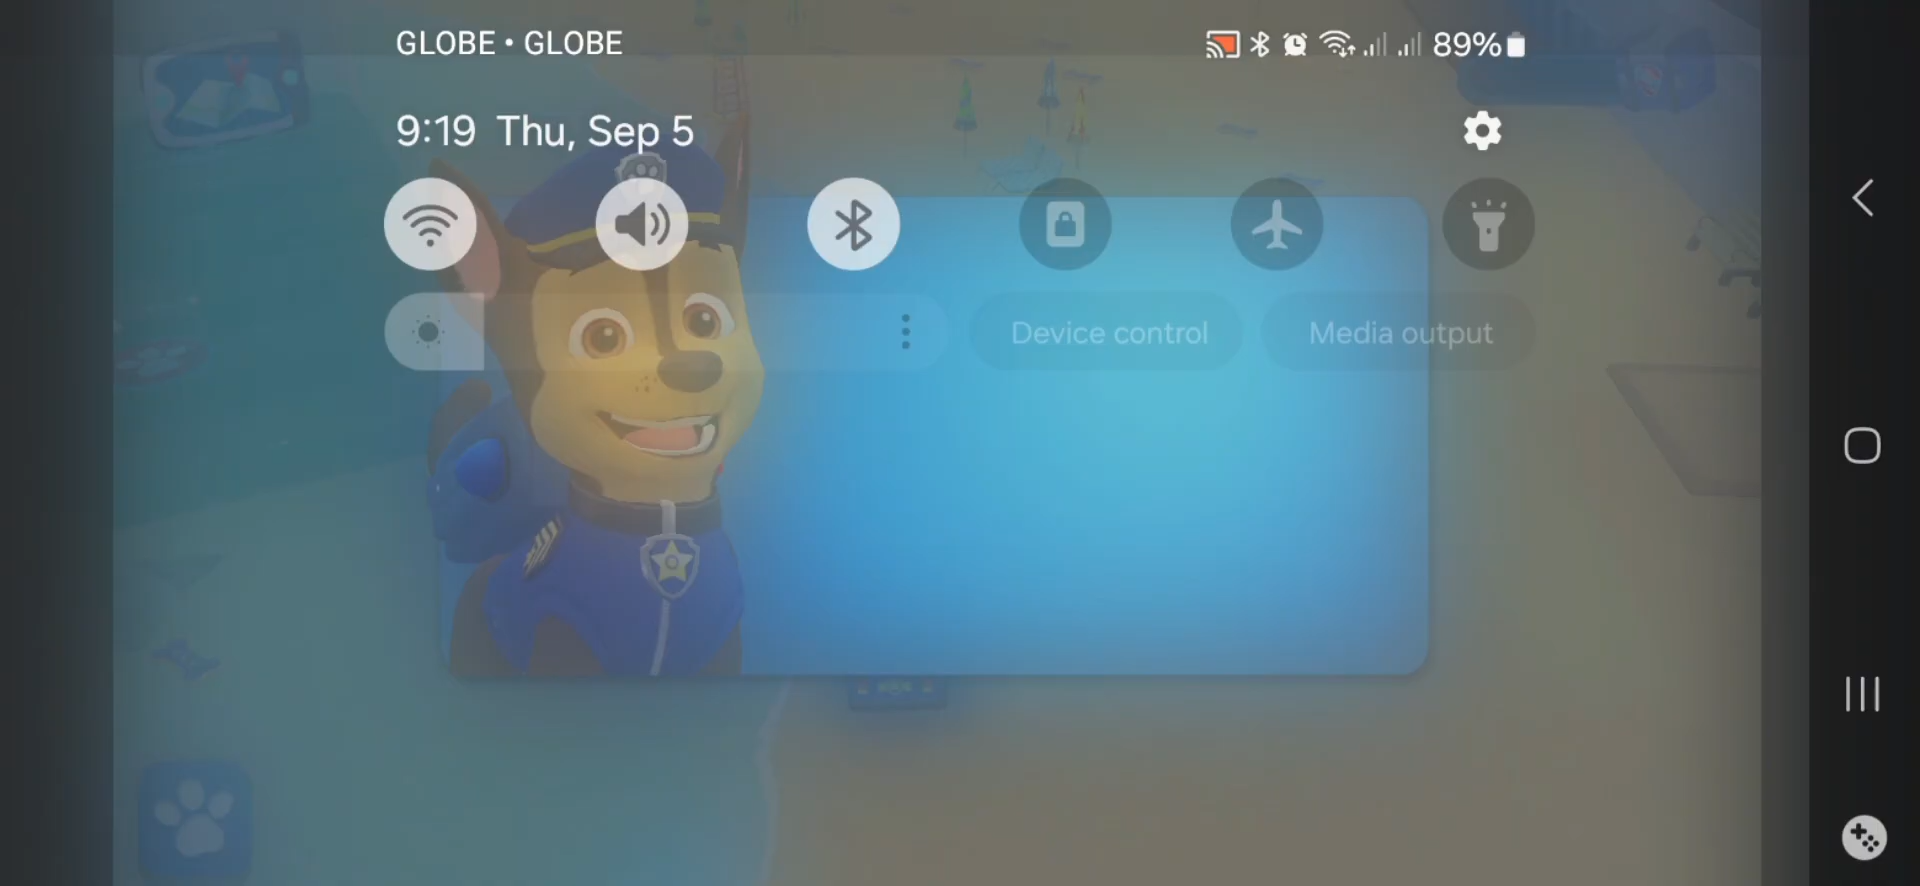 GLOBE • GLOBE
89%
9:19 Thu, Sep 5
Device control
Media output